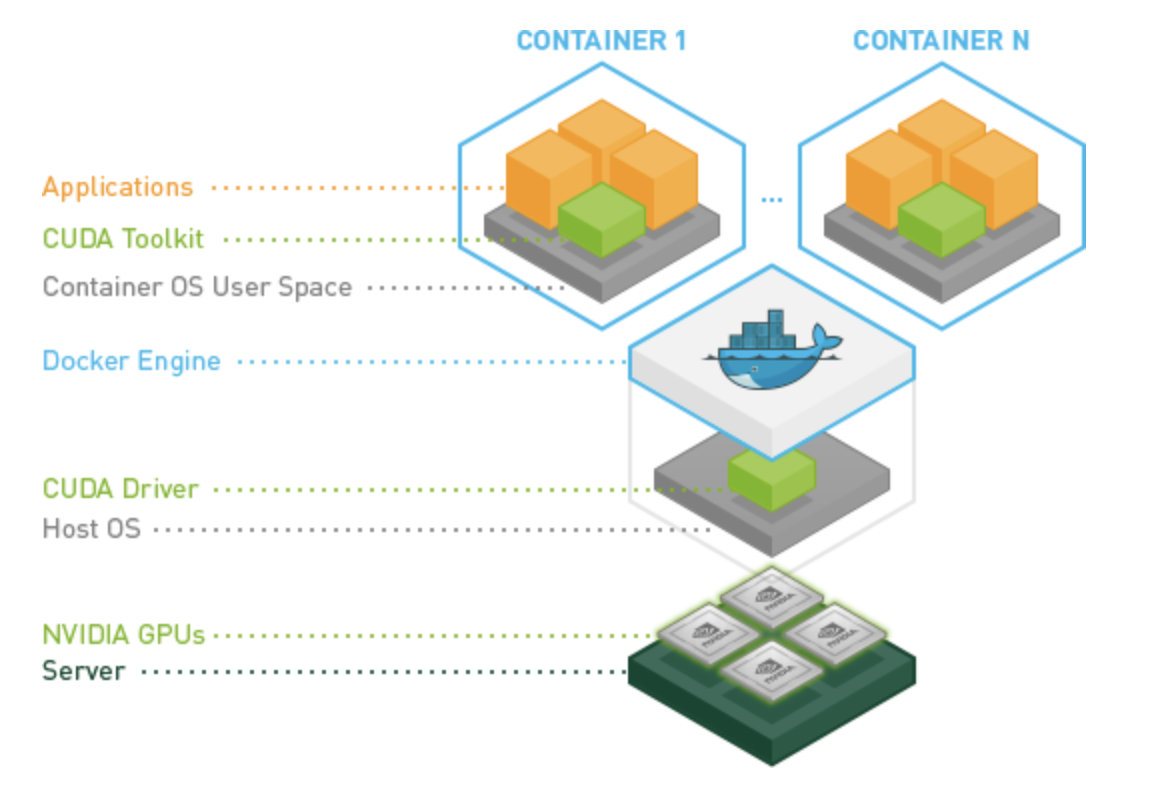 CONTAINER 1
CONTAINER N
...
Applications
CUDA Toolkit
Container OS User Space
Docker Engine
CUDA Driver
Host OS
NVIDIA GPUs
NVIDIA
NVIDIA
NVIDIA
NVIDIA
Server